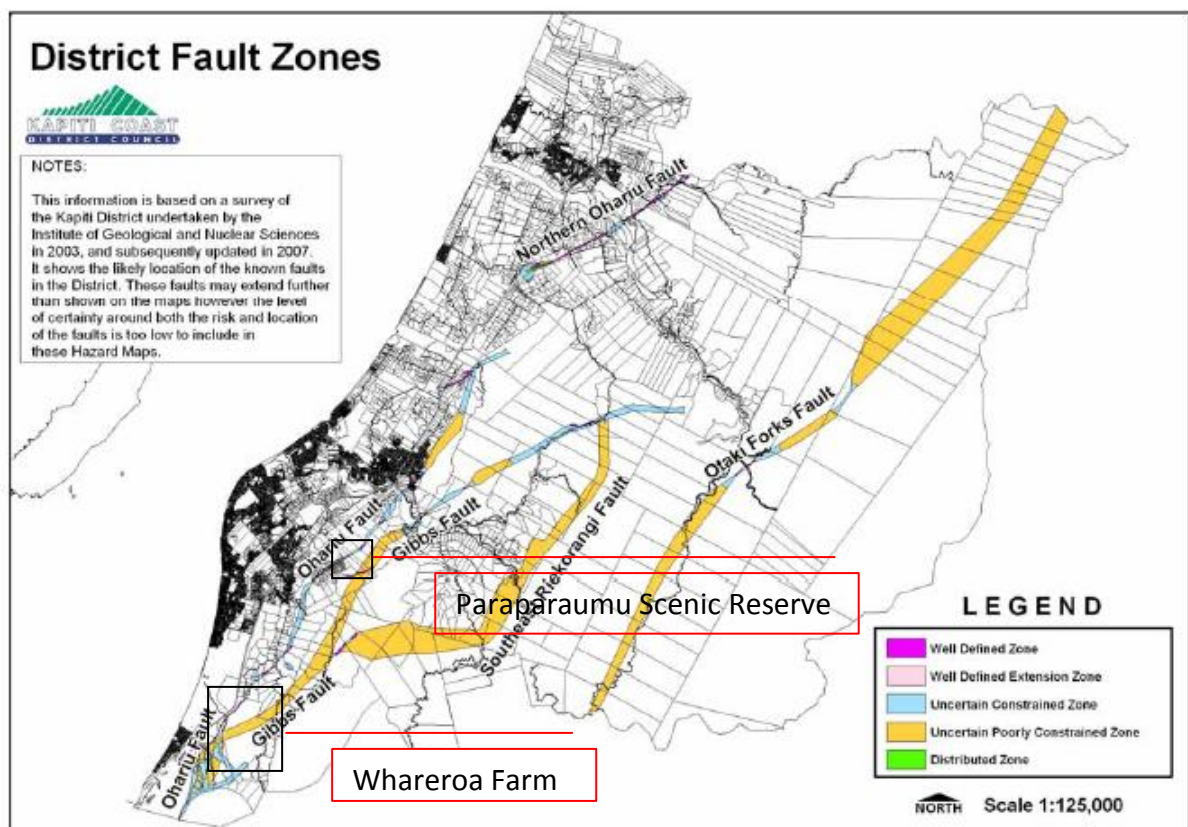 District Fault Zones
KAPITI COAST
DISTRICT COUNCIL
NOTES:
This information is based on a survey of
the Kapiti District undertaken by the
Institute of Geological and Nuclear Sciences
in 2003, and subsequently updated in 2007.
It shows the likely location of the known faults
in the District. These faults may extend further
than shown on the maps however the level
of certainty around both the risk and location
of the faults is too low to include in
these Hazard Maps.
Northern Ohariu Fault
Otaki Forks Fault
Ohariu Fault
Gibbs Fault
Southeast Riekorangi Fault
Paraparaumu Scenic Reserve
Gibbs Fault
Ohariu Fault
Whareroa Farm
LEGEND
Well Defined Zone
Well Defined Extension Zone
Uncertain Constrained Zone
Uncertain Poorly Constrained Zone
Distributed Zone
NORTH Scale 1:125,000